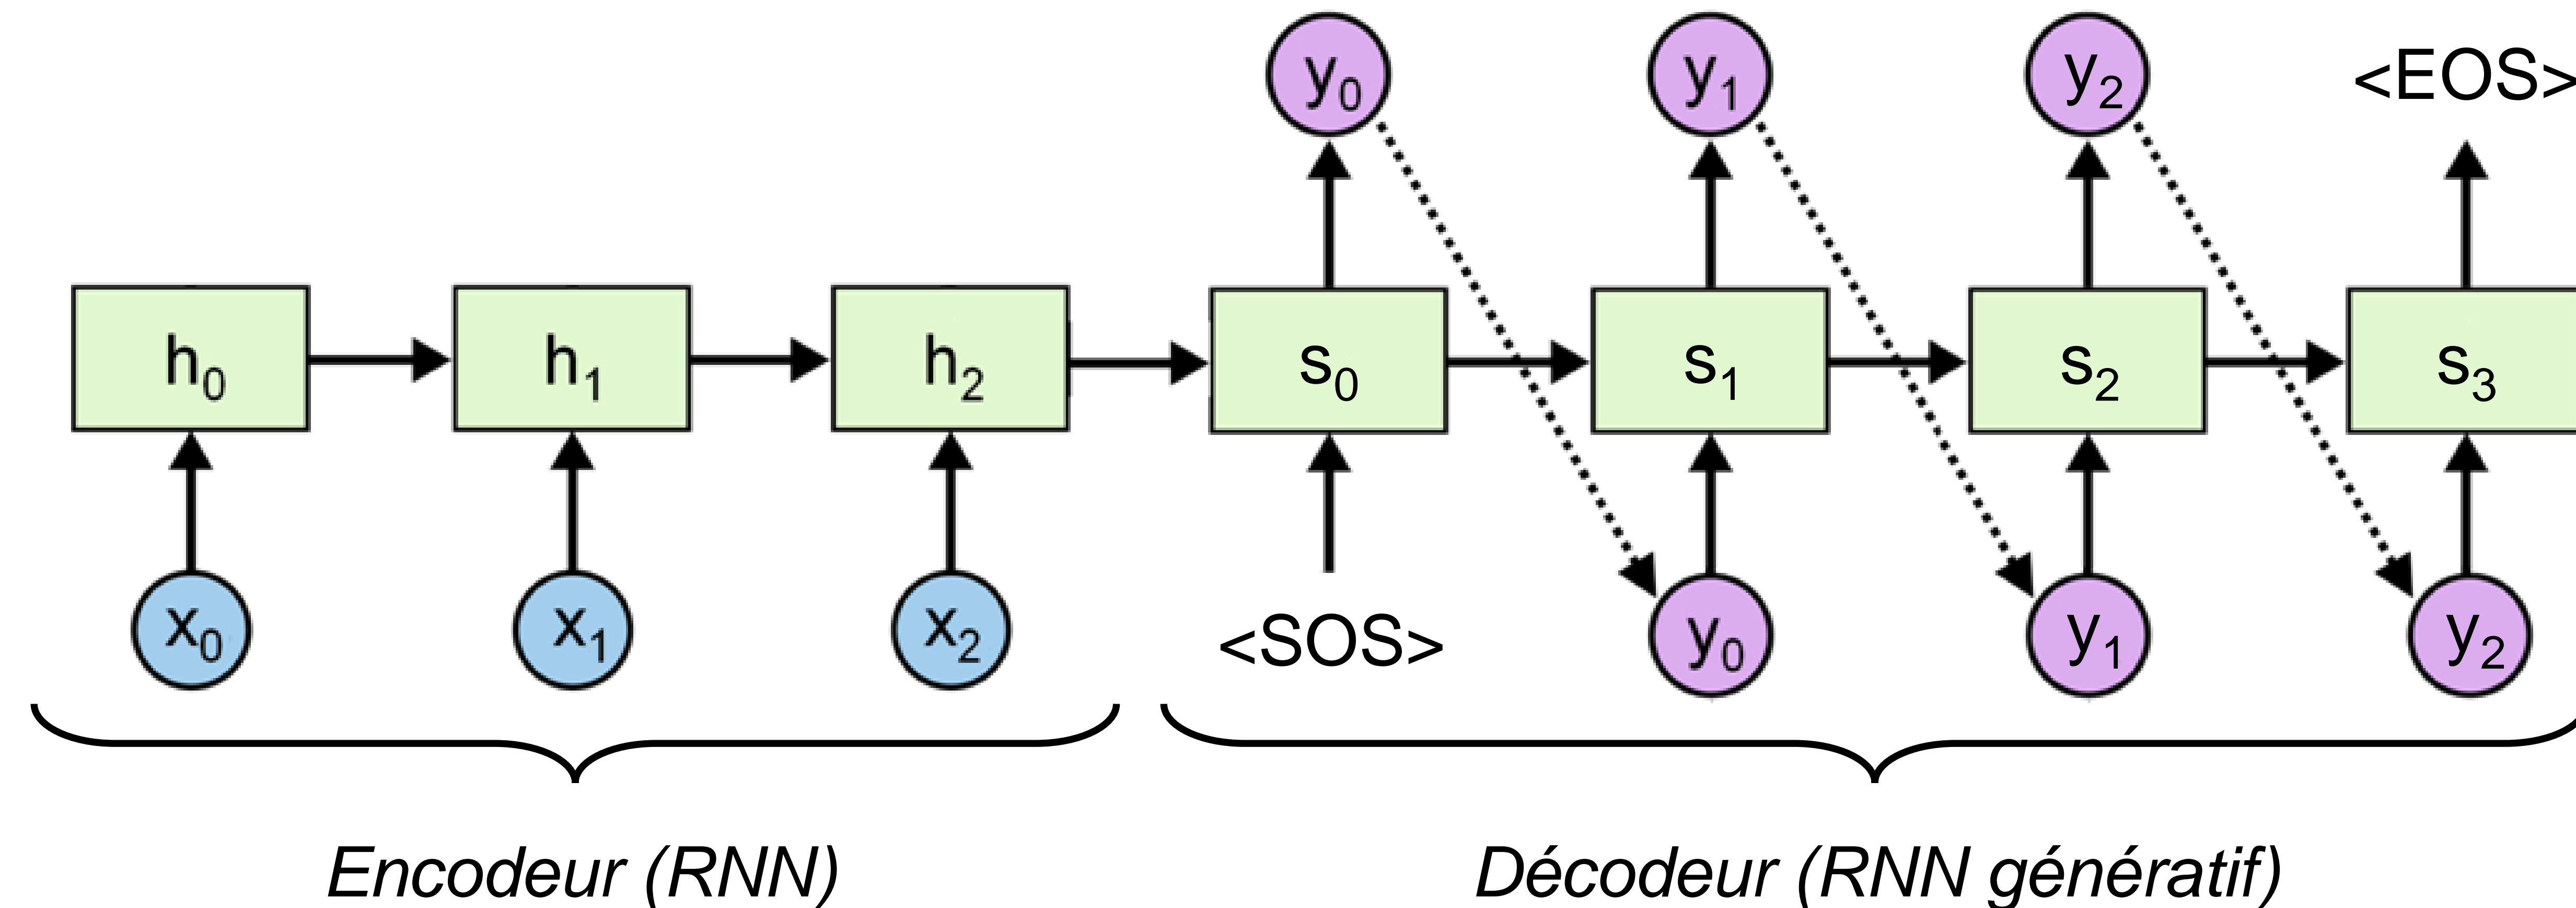 y0 y1 y2 <EOS>
h0 h1 h2 s0 s1 s2 s3
x0 x1 x2 <SOS> y0 y1 y2
Encodeur (RNN) Décodeur (RNN génératif)